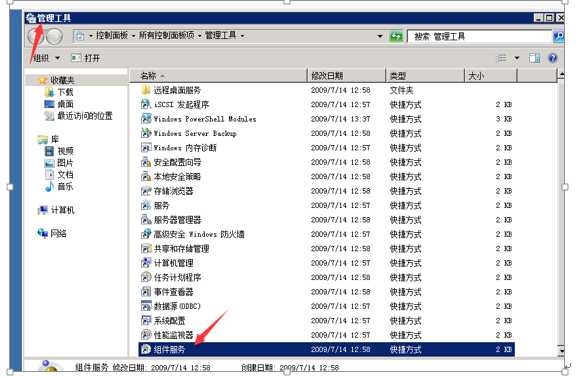 管理工具
控制面板 ▸ 所有控制面板项 ▸ 管理工具 ▸ 搜索 管理工具
组织 打开
收藏夹
下载
桌面
最近访问的位置
库
视频
图片
文档
音乐
计算机
网络
名称 修改日期 类型 大小
远程桌面服务 2009/7/14 12:58 文件夹
iSCSI 发起程序 2009/7/14 12:57 快捷方式 2 KB
Windows PowerShell Modules 2009/7/14 13:37 快捷方式 3 KB
Windows Server Backup 2009/7/14 12:58 快捷方式 2 KB
Windows 内存诊断 2009/7/14 12:57 快捷方式 2 KB
安全配置向导 2009/7/14 12:58 快捷方式 2 KB
本地安全策略 2009/7/14 12:58 快捷方式 2 KB
存储浏览器 2009/7/14 12:58 快捷方式 2 KB
服务 2009/7/14 12:57 快捷方式 2 KB
服务器管理器 2009/7/14 12:58 快捷方式 2 KB
高级安全 Windows 防火墙 2009/7/14 12:57 快捷方式 2 KB
共享和存储管理 2009/7/14 12:58 快捷方式 2 KB
计算机管理 2009/7/14 12:57 快捷方式 2 KB
任务计划程序 2009/7/14 12:58 快捷方式 2 KB
事件查看器 2009/7/14 12:58 快捷方式 2 KB
数据源(ODBC) 2009/7/14 12:57 快捷方式 2 KB
系统配置 2009/7/14 12:57 快捷方式 2 KB
性能监视器 2009/7/14 12:57 快捷方式 2 KB
组件服务 2009/7/14 12:58 快捷方式 2 KB
组件服务 修改日期: 2009/7/14 12:58 创建日期: 2009/7/14 12:58